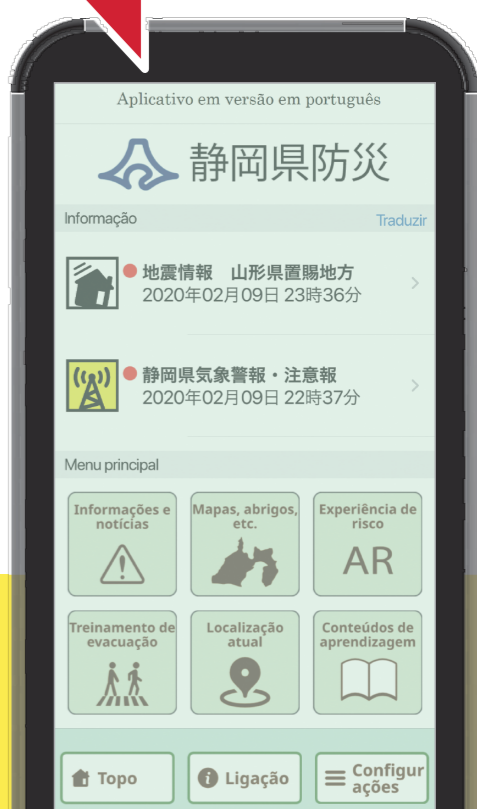 Aplicativo em versão em português
静岡県防災
Informação
Traduzir
地震情報　山形県置賜地方
2020年02月09日 23時36分
静岡県気象警報・注意報
2020年02月09日 22時37分
Menu principal
Informações e
notícias
Mapas, abrigos,
etc.
Experiência de
risco
AR
Treinamento de
evacuação
Localização
atual
Conteúdos de
aprendizagem
Topo
Ligação
Configur
ações